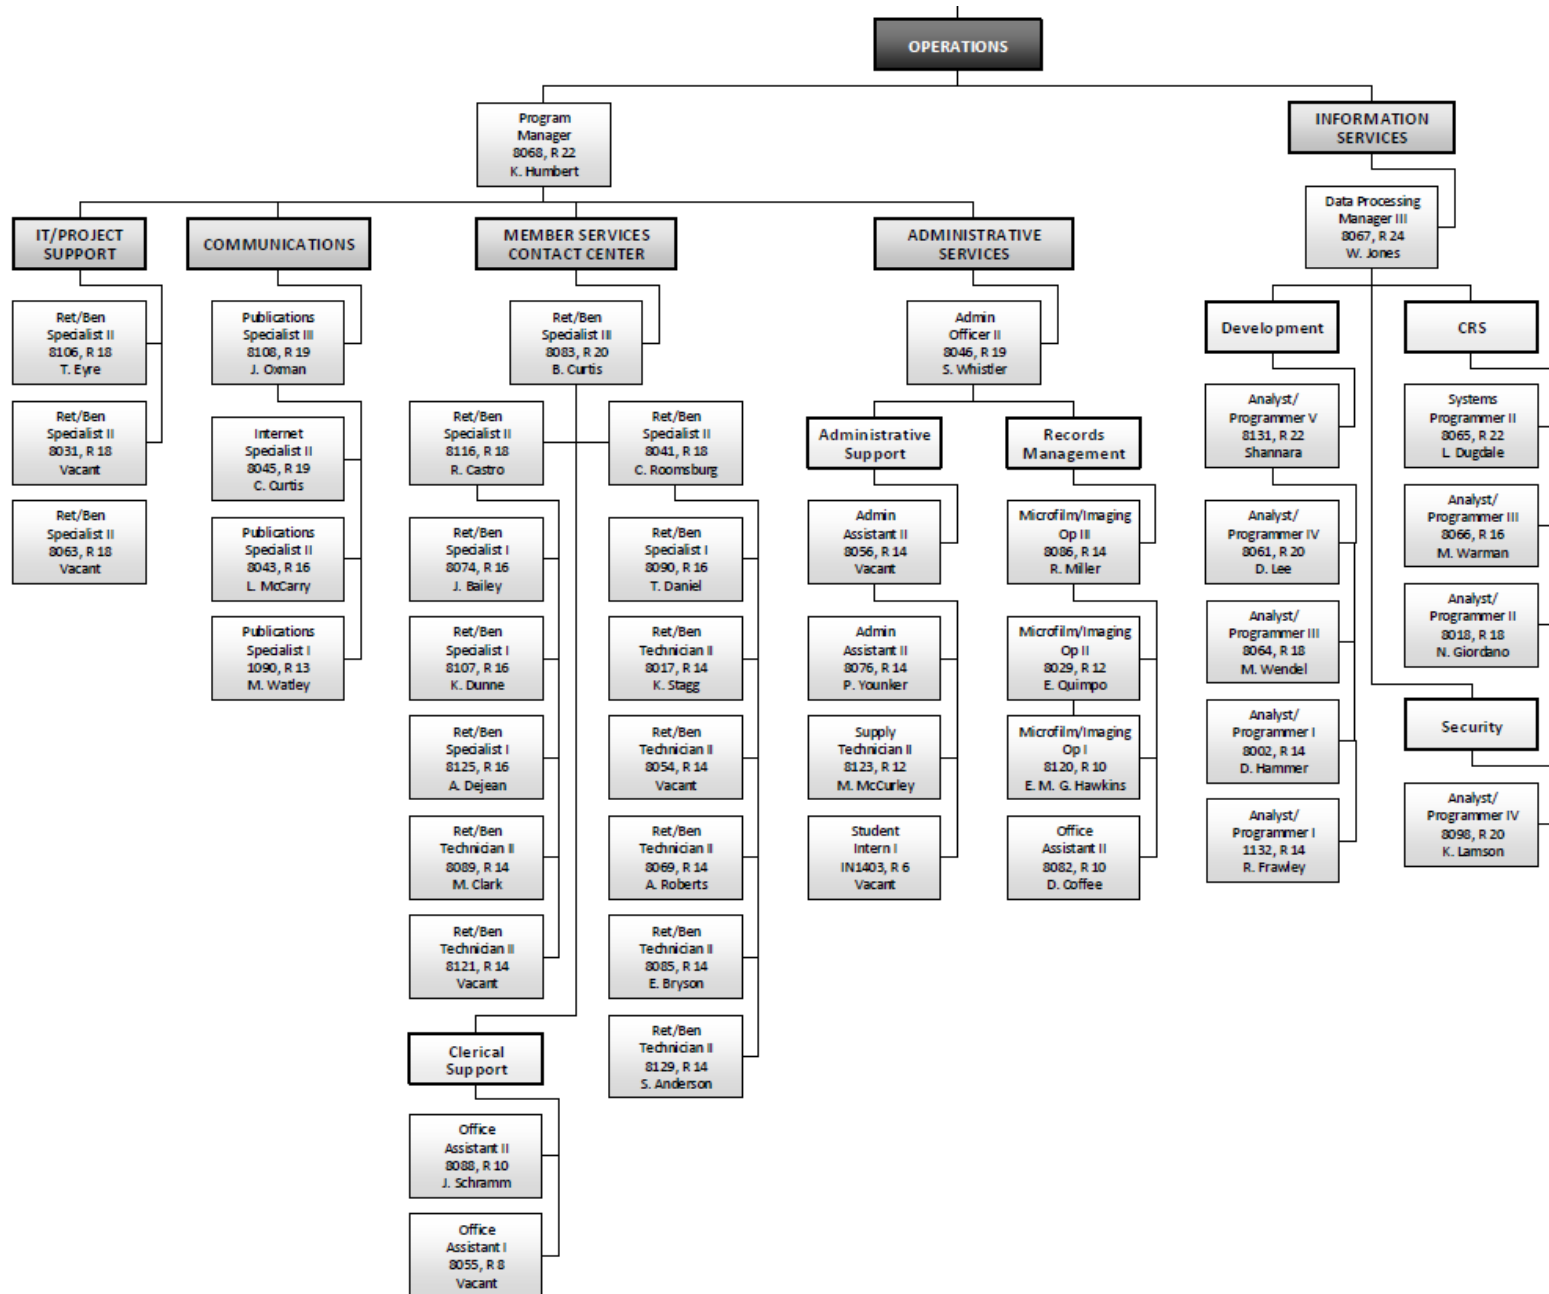 OPERATIONS
Program
Manager
8068, R 22
K. Humbert
INFORMATION
SERVICES
Data Processing
Manager III
8067, R 24
W. Jones
IT/PROJECT
SUPPORT
Ret/Ben
Specialist II
8106, R 18
T. Eyre
Ret/Ben
Specialist II
8031, R 18
Vacant
Ret/Ben
Specialist II
8063, R 18
Vacant
COMMUNICATIONS
Publications
Specialist III
8108, R 19
J. Oxman
Internet
Specialist II
8045, R 19
C. Curtis
Publications
Specialist II
8043, R 16
L. McCarry
Publications
Specialist I
1090, R 13
M. Watley
MEMBER SERVICES
CONTACT CENTER
Ret/Ben
Specialist III
8083, R 20
B. Curtis
Ret/Ben
Specialist II
8116, R 18
R. Castro
Ret/Ben
Specialist I
8074, R 16
J. Bailey
Ret/Ben
Specialist I
8107, R 16
K. Dunne
Ret/Ben
Specialist I
8125, R 16
A. Dejean
Ret/Ben
Technician II
8089, R 14
M. Clark
Ret/Ben
Technician II
8121, R 14
Vacant
Ret/Ben
Specialist II
8041, R 18
C. Roomsburg
Ret/Ben
Specialist I
8090, R 16
T. Daniel
Ret/Ben
Technician II
8017, R 14
K. Stagg
Ret/Ben
Technician II
8054, R 14
Vacant
Ret/Ben
Technician II
8069, R 14
A. Roberts
Ret/Ben
Technician II
8085, R 14
E. Bryson
Ret/Ben
Technician II
8129, R 14
S. Anderson
Clerical
Support
Office
Assistant II
8088, R 10
J. Schramm
Office
Assistant I
8055, R 8
Vacant
ADMINISTRATIVE
SERVICES
Admin
Officer II
8046, R 19
S. Whistler
Administrative
Support
Admin
Assistant II
8056, R 14
Vacant
Admin
Assistant II
8076, R 14
P. Younker
Supply
Technician II
8123, R 12
M. McCurley
Student
Intern I
IN1403, R 6
Vacant
Records
Management
Microfilm/Imaging
Op III
8086, R 14
R. Miller
Microfilm/Imaging
Op II
8029, R 12
E. Quimpo
Microfilm/Imaging
Op I
8120, R 10
E. M. G. Hawkins
Office
Assistant II
8082, R 10
D. Coffee
Development
Analyst/
Programmer V
8131, R 22
Shannara
Analyst/
Programmer IV
8061, R 20
D. Lee
Analyst/
Programmer III
8064, R 18
M. Wendel
Analyst/
Programmer I
8002, R 14
D. Hammer
Analyst/
Programmer I
1132, R 14
R. Frawley
CRS
Systems
Programmer II
8065, R 22
L. Dugdale
Analyst/
Programmer III
8066, R 16
M. Warman
Analyst/
Programmer II
8018, R 18
N. Giordano
Security
Analyst/
Programmer IV
8098, R 20
K. Lamson